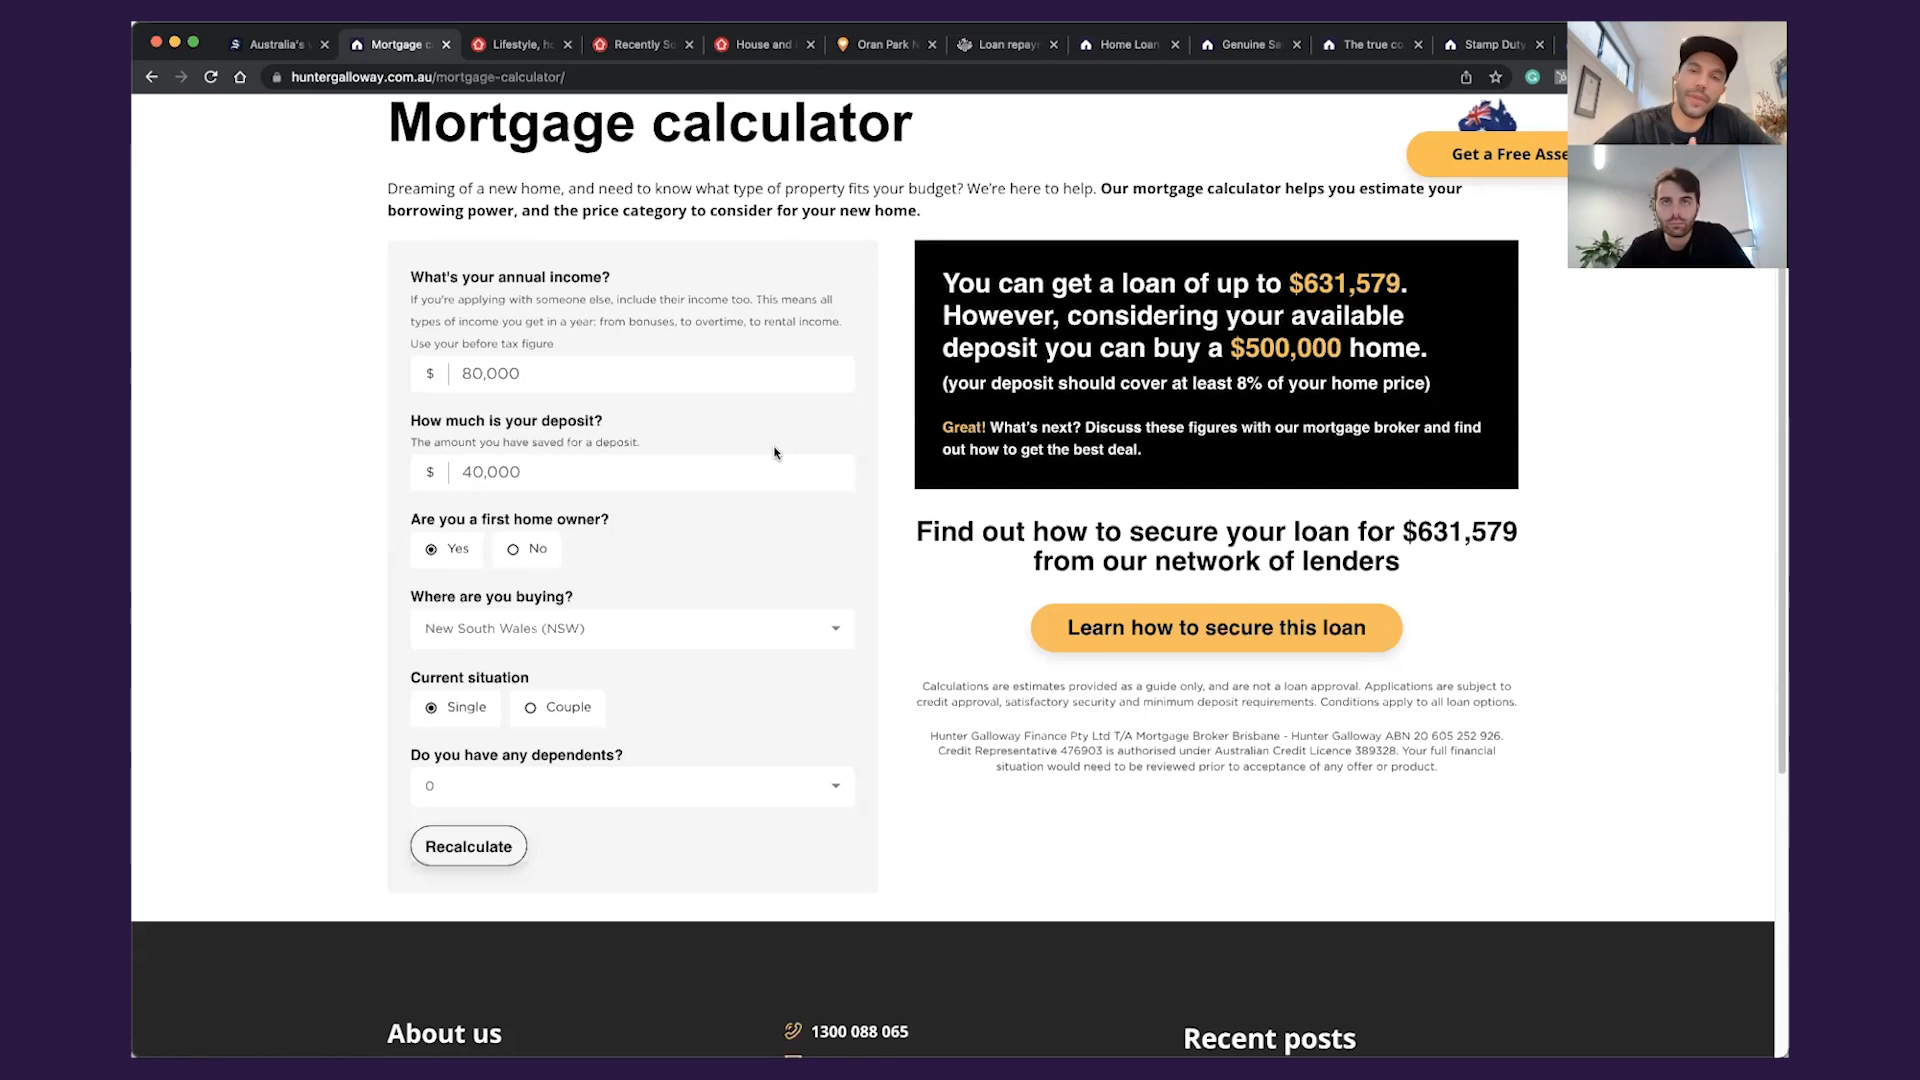 Australia's
Mortgage c
Lifestyle, h
Recently So
House and
Oran Park N
Loan repay
Home Loan
Genuine Sa
The true co
Stamp Duty
huntergalloway.com.au/mortgage-calculator/
Mortgage calculator
Get a Free Asse
Dreaming of a new home, and need to know what type of property fits your budget? We're here to help. Our mortgage calculator helps you estimate your
borrowing power, and the price category to consider for your new home.
What's your annual income?
If you're applying with someone else, include their income too. This means all
types of income you get in a year: from bonuses, to overtime, to rental income.
Use your before tax figure
$ 80,000
How much is your deposit?
The amount you have saved for a deposit.
$ 40,000
Are you a first home owner?
Yes No
Where are you buying?
New South Wales (NSW)
Current situation
Single Couple
Do you have any dependents?
0
Recalculate
You can get a loan of up to $631,579.
However, considering your available
deposit you can buy a $500,000 home.
(your deposit should cover at least 8% of your home price)
Great! What's next? Discuss these figures with our mortgage broker and find
out how to get the best deal.
Find out how to secure your loan for $631,579
from our network of lenders
Learn how to secure this loan
Calculations are estimates provided as a guide only, and are not a loan approval. Applications are subject to
credit approval, satisfactory security and minimum deposit requirements. Conditions apply to all loan options.
Hunter Galloway Finance Pty Ltd T/A Mortgage Broker Brisbane - Hunter Galloway ABN 20 605 252 926.
Credit Representative 476903 is authorised under Australian Credit Licence 389328. Your full financial
situation would need to be reviewed prior to acceptance of any offer or product.
About us
1300 088 065
Recent posts